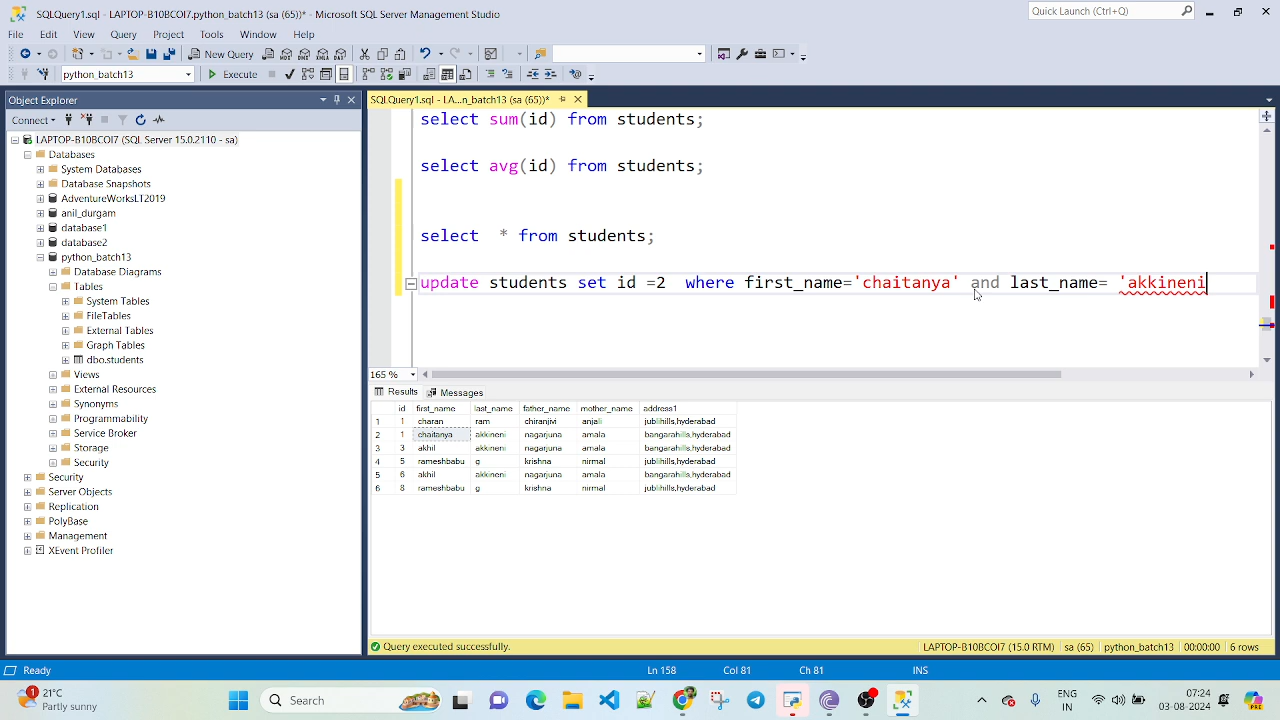 SQLQuery1.sql - LAPTOP-B10BCOI7.python_batch13 (sa (65))* - Microsoft SQL Server Management Studio
Quick Launch (Ctrl+Q)
File Edit View Query Project Tools Window Help
New Query
python_batch13 Execute
Object Explorer
SQLQuery1.sql - LA...n_batch13 (sa (65))*
Connect
LAPTOP-B10BCOI7 (SQL Server 15.0.2110 - sa)
Databases
System Databases
Database Snapshots
AdventureWorksLT2019
anil_durgam
database1
database2
python_batch13
Database Diagrams
Tables
System Tables
FileTables
External Tables
Graph Tables
dbo.students
Views
External Resources
Synonyms
Programmability
Service Broker
Storage
Security
Security
Server Objects
Replication
PolyBase
Management
XEvent Profiler
select sum(id) from students;
select avg(id) from students;
select * from students;
update students set id =2 where first_name='chaitanya' and last_name= 'akkineni
165 %
Results Messages
id first_name last_name father_name mother_name address1
1 1 charan ram chiranjivi anjali jublihills,hyderabad
2 1 chaitanya akkineni nagarjuna amala bangarahills,hyderabad
3 3 akhil akkineni nagarjuna amala bangarahills,hyderabad
4 5 rameshbabu g krishna nirmal jublihills,hyderabad
5 6 akhil akkineni nagarjuna amala bangarahills,hyderabad
6 8 rameshbabu g krishna nirmal jublihills,hyderabad
Query executed successfully. LAPTOP-B10BCOI7 (15.0 RTM) sa (65) python_batch13 00:00:00 6 rows
Ready Ln 158 Col 81 Ch 81 INS
1 21°C
Partly sunny
Search
ENG
IN
07:24
03-08-2024